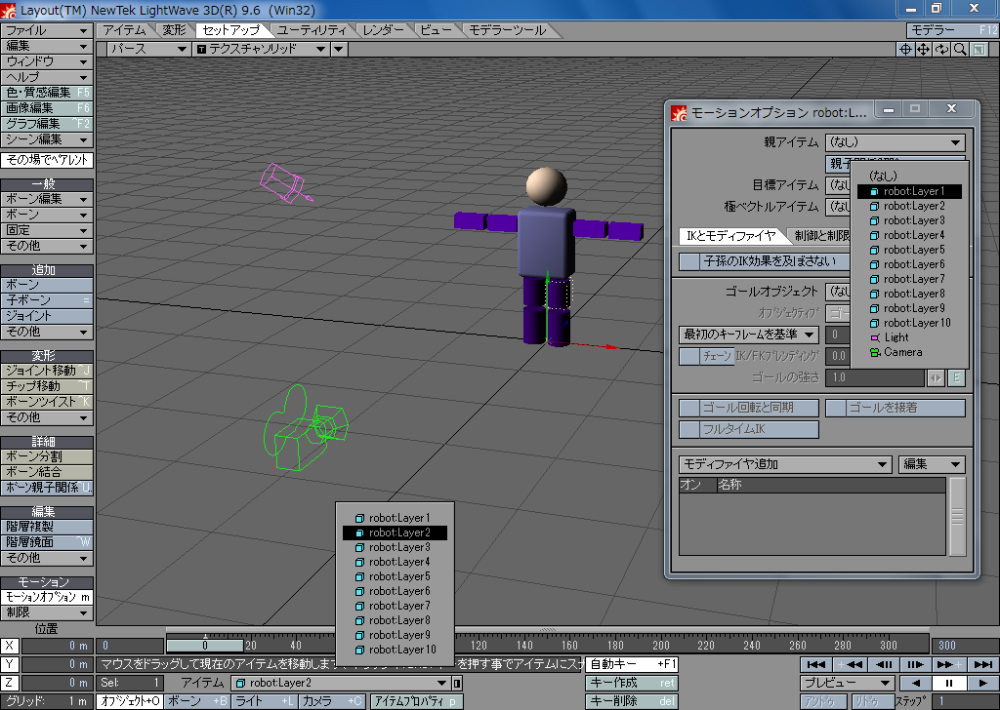 Layout(TM) NewTek LightWave 3D(R) 9.6 (Win32)
ファイル
編集
ウィンドウ
ヘルプ
色・質感編集 F5
画像編集 F6
グラフ編集 ^F2
シーン編集
その場でペアレント
一般
ボーン編集
ボーン
固定
その他
追加
ボーン
子ボーン =
ジョイント
その他
変形
ジョイント移動 J
チップ移動 T
ボーンツイスト K
その他
詳細
ボーン分割
ボーン結合
ボーン親子関係 U
編集
階層複製
階層鏡面 ^W
その他
モーション
モーションオプション m
制限
位置
X 0 m
Y 0 m
Z 0 m
グリッド: 1 m
アイテム 変形 セットアップ ユーティリティ レンダー ビュー モデラーツール
モデラー F12
パース テクスチャソリッド
モーションオプション robot:L...
親アイテム (なし)
目標アイテム
極ベクトルアイテム
IKとモディファイヤ 制御と制限
子孫のIK効果を及ぼさない
ゴールオブジェクト
最初のキーフレームを基準 0
チェーン IK/FKブレンディング 0.0
ゴールの強さ 1.0 E
ゴール回転と同期 ゴールを接着
フルタイムIK
モディファイヤ追加 編集
オン 名称
(なし)
robot:Layer1
robot:Layer2
robot:Layer3
robot:Layer4
robot:Layer5
robot:Layer6
robot:Layer7
robot:Layer8
robot:Layer9
robot:Layer10
Light
Camera
robot:Layer1
robot:Layer2
robot:Layer3
robot:Layer4
robot:Layer5
robot:Layer6
robot:Layer7
robot:Layer8
robot:Layer9
robot:Layer10
0 0 20 40 120 140 160 180 200 220 240 260 280 300 300
マウスをドラッグして現在のアイテムを移動します を押す事でアイテムにスナ
自動キー +F1
Sel: 1 アイテム robot:Layer2
キー作成 ret
プレビュー
オブジェクト+O ボーン +B ライト +L カメラ +C アイテムプロパティ p
キー削除 del
アンドゥ リドゥ ステップ 1